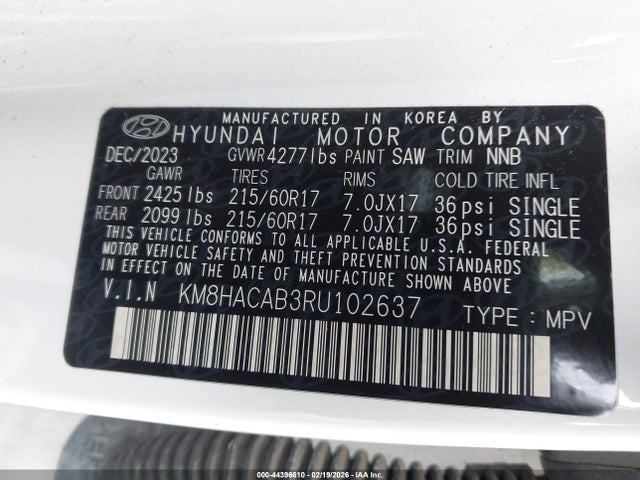 MANUFACTURED IN KOREA BY
HYUNDAI MOTOR COMPANY
DEC/2023 GVWR 4277 lbs PAINT SAW TRIM NNB
GAWR TIRES RIMS COLD TIRE INFL
FRONT 2425 lbs 215/60R17 7.0JX17 36 psi SINGLE
REAR 2099 lbs 215/60R17 7.0JX17 36 psi SINGLE
THIS VEHICLE CONFORMS TO ALL APPLICABLE U.S.A. FEDERAL
MOTOR VEHICLE SAFETY AND THEFT PREVENTION STANDARDS
IN EFFECT ON THE DATE OF MANUFACTURE SHOWN ABOVE
V.I.N KM8HACAB3RU102637 TYPE : MPV
000-44396610 - 02/19/2026 - IAA Inc.